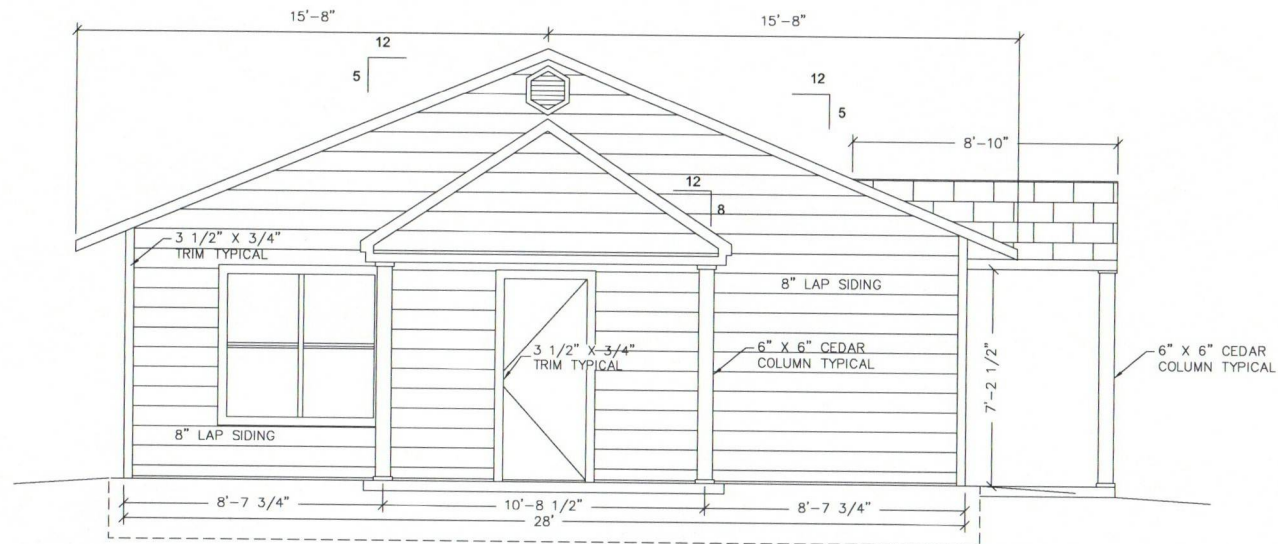 15'-8"
15'-8"
12
5
12
5
8'-10"
12
8
3 1/2" X 3/4"
TRIM TYPICAL
8" LAP SIDING
3 1/2" X 3/4"
TRIM TYPICAL
6" X 6" CEDAR
COLUMN TYPICAL
7'-2 1/2"
6" X 6" CEDAR
COLUMN TYPICAL
8" LAP SIDING
8'-7 3/4"
10'-8 1/2"
8'-7 3/4"
28'